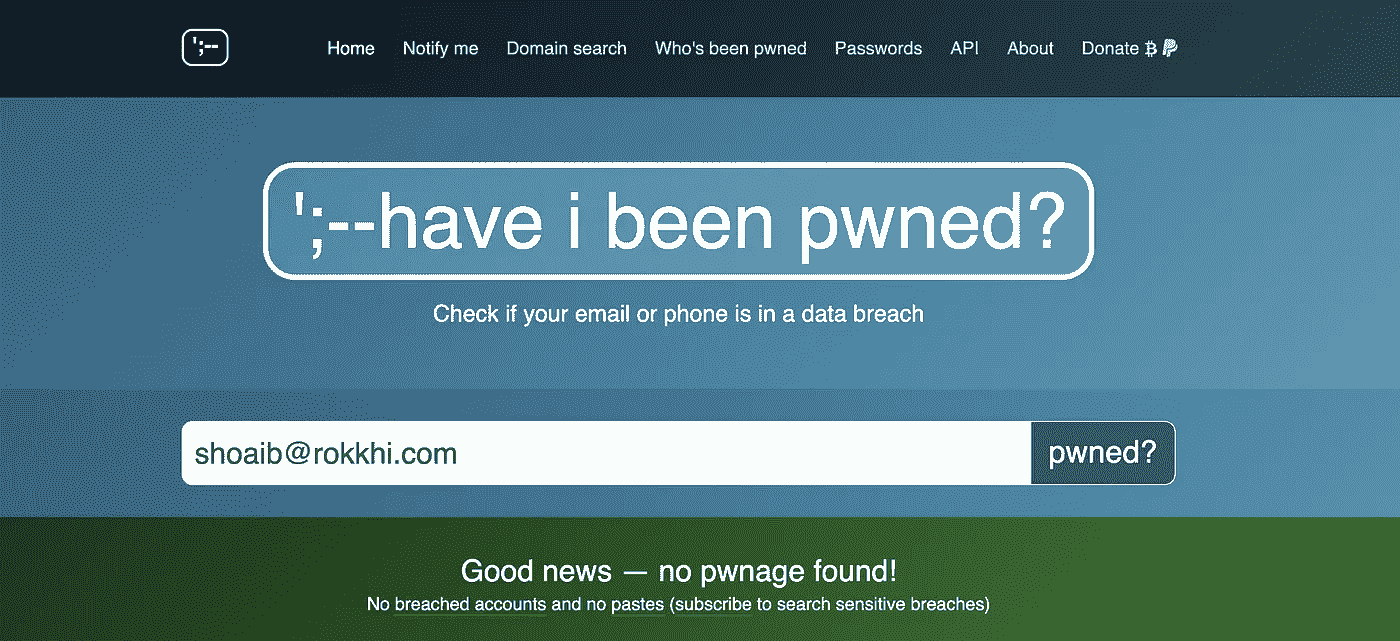 ';--
Home Notify me Domain search Who's been pwned Passwords API About Donate
';--have i been pwned?
Check if your email or phone is in a data breach
shoaib@rokkhi.com pwned?
Good news — no pwnage found!
No breached accounts and no pastes (subscribe to search sensitive breaches)